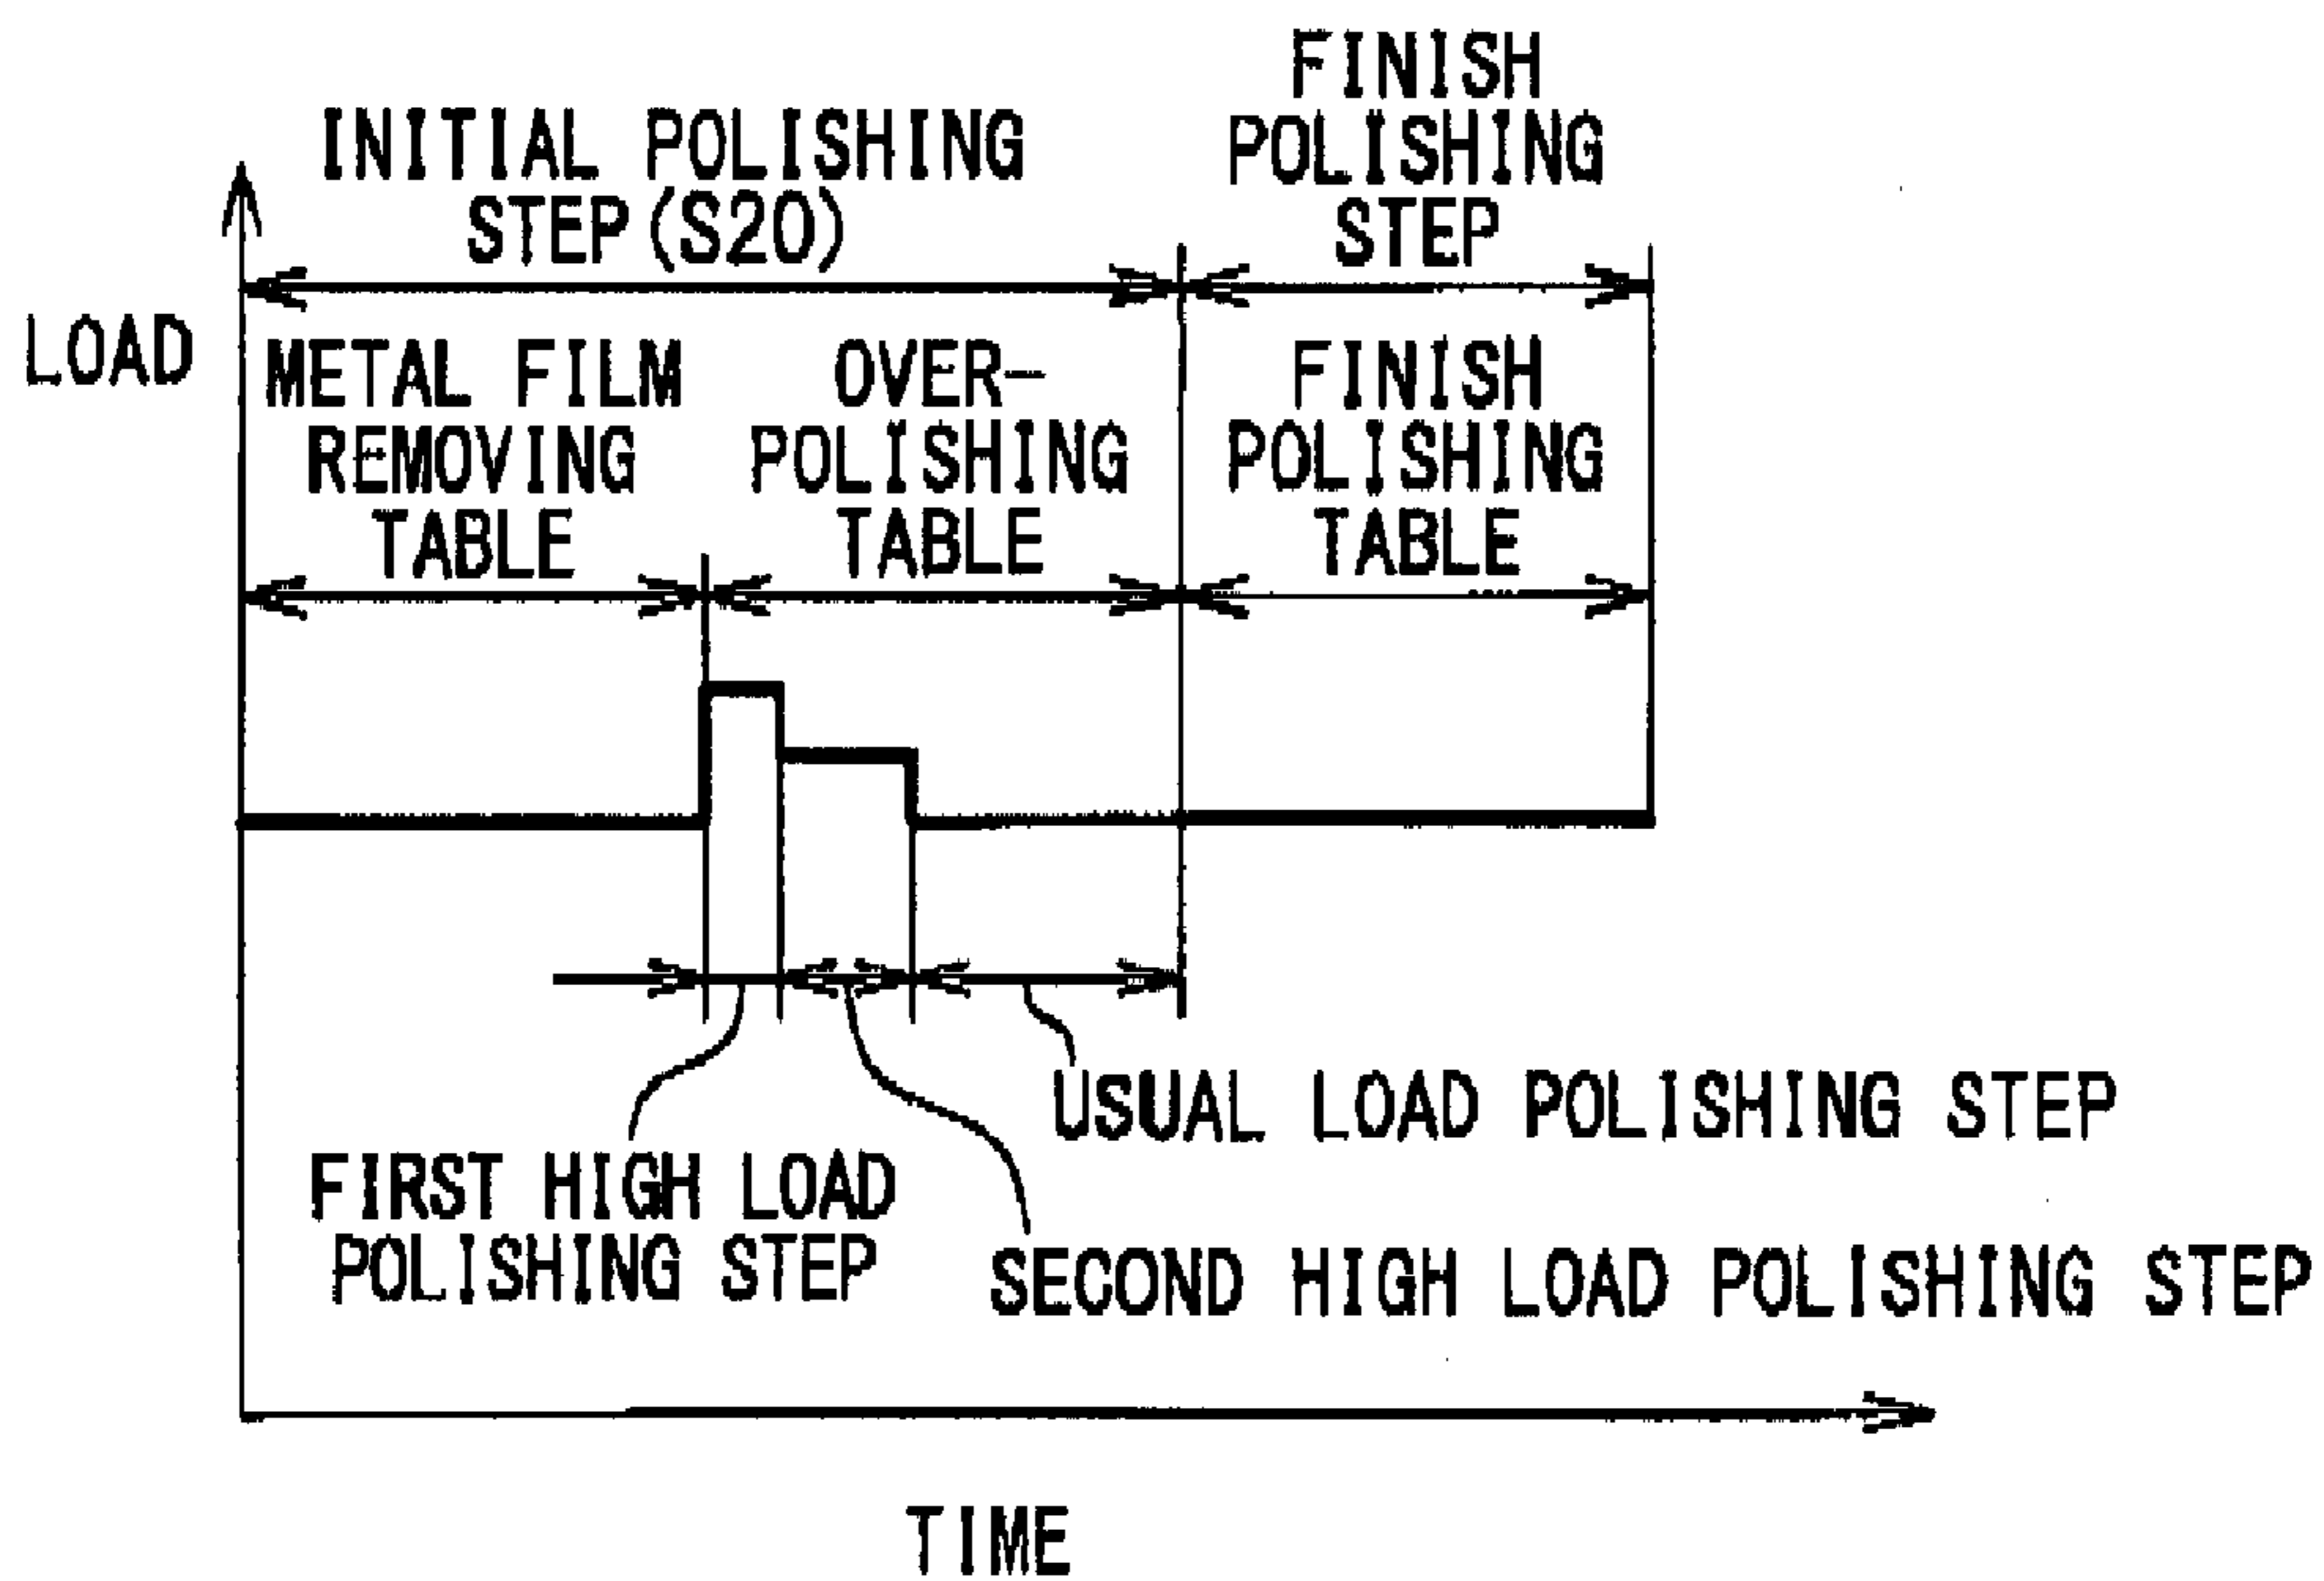 FINISH
POLISHING
STEP
INITIAL POLISHING
STEP(S20)
LOAD
METAL FILM
REMOVING
TABLE
OVER-
POLISHING
TABLE
FINISH
POLISHING
TABLE
USUAL LOAD POLISHING STEP
FIRST HIGH LOAD
POLISHING STEP
SECOND HIGH LOAD POLISHING STEP
TIME